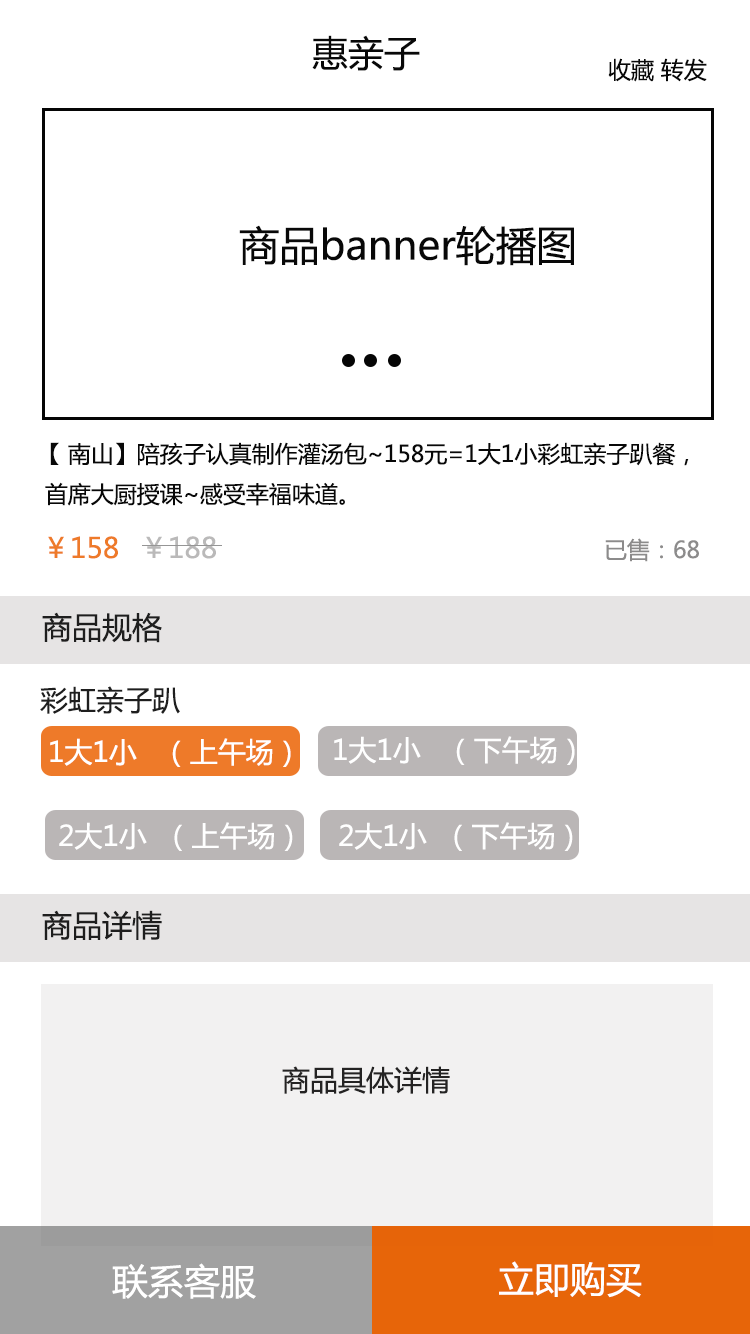 惠亲子
收藏 转发
商品banner轮播图
【 南山】陪孩子认真制作灌汤包~158元=1大1小彩虹亲子趴餐，
首席大厨授课~感受幸福味道。
￥158 ￥188 已售：68
商品规格
彩虹亲子趴
1大1小 （上午场） 1大1小 （下午场）
2大1小 （上午场） 2大1小 （下午场）
商品详情
商品具体详情
联系客服 立即购买